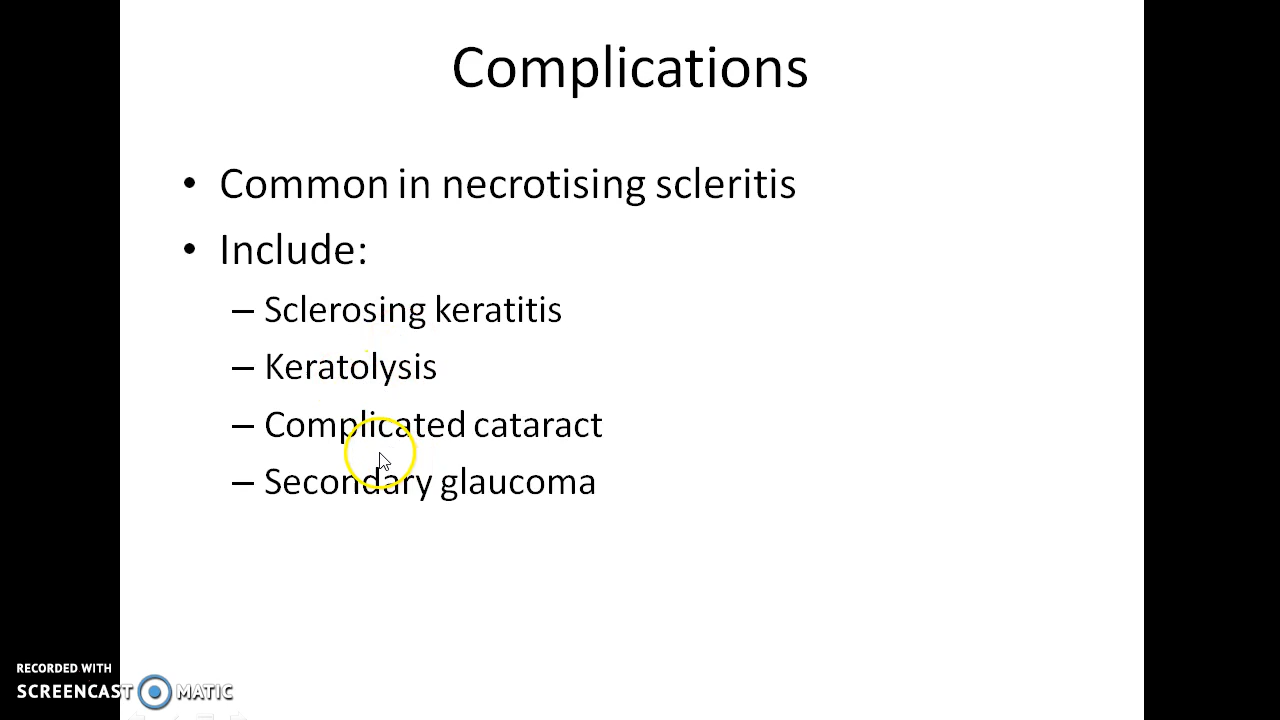 Complications
• Common in necrotising scleritis
• Include:
– Sclerosing keratitis
– Keratolysis
– Complicated cataract
– Secondary glaucoma
RECORDED WITH
SCREENCAST MATIC